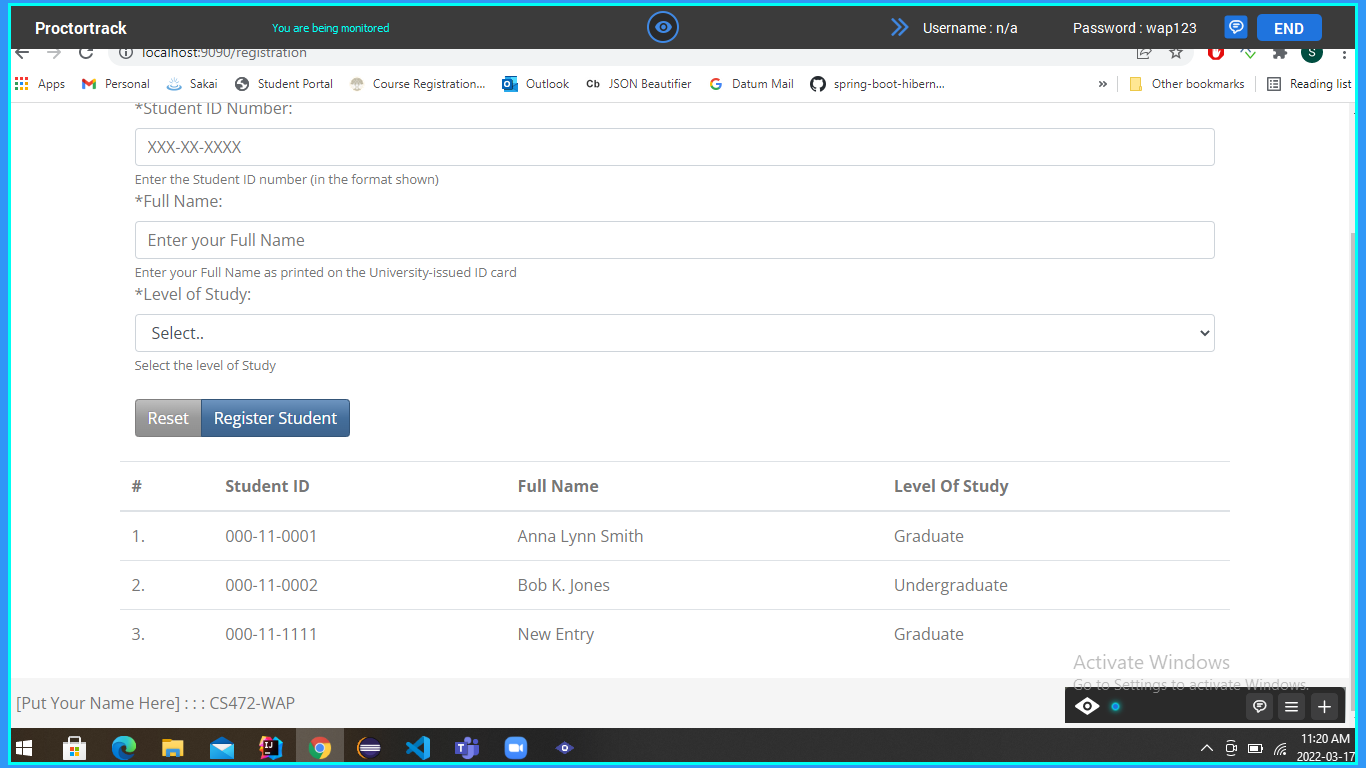 Proctortrack You are being monitored Username : n/a Password : wap123 END
localhost:9090/registration S
Apps Personal Sakai Student Portal Course Registration... Outlook Cb JSON Beautifier Datum Mail spring-boot-hibern... » Other bookmarks Reading list
*Student ID Number:
XXX-XX-XXXX
Enter the Student ID number (in the format shown)
*Full Name:
Enter your Full Name
Enter your Full Name as printed on the University-issued ID card
*Level of Study:
Select..
Select the level of Study
Reset Register Student
# Student ID Full Name Level Of Study
1. 000-11-0001 Anna Lynn Smith Graduate
2. 000-11-0002 Bob K. Jones Undergraduate
3. 000-11-1111 New Entry Graduate
Activate Windows
Go to Settings to activate Windows.
[Put Your Name Here] : : : CS472-WAP
11:20 AM
2022-03-17